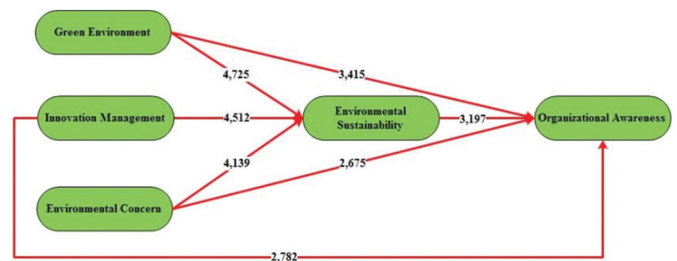 Green Environment
4,725
3,415
Innovation Management
4,512
Environmental
Sustainability
3,197
Organizational Awareness
4,139
2,675
Environmental Concern
2,782